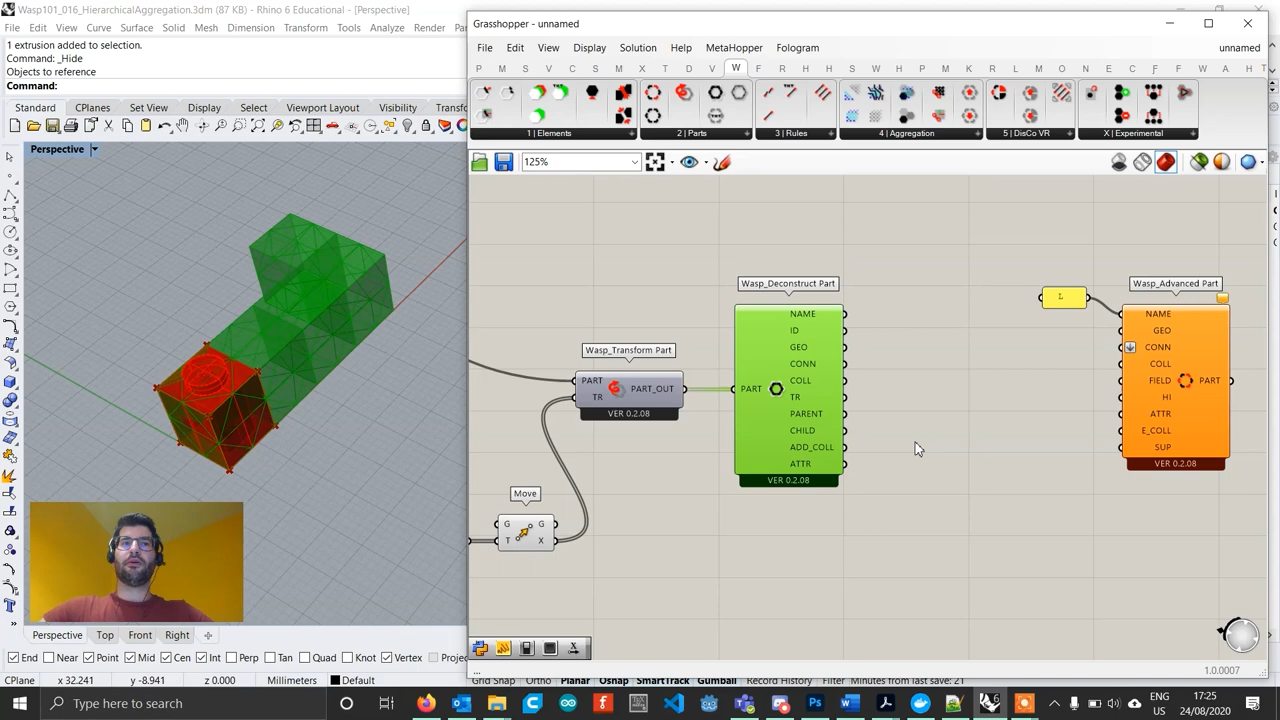 Wasp101_016_HierarchicalAggregation.3dm (87 KB) - Rhino 6 Educational - [Perspective]
File Edit View Curve Surface Solid Mesh Dimension Transform Tools Analyze Render
1 extrusion added to selection.
Command: _Hide
Objects to reference
Command:
Standard CPlanes Set View Display Select Viewport Layout Visibility Transfo
Perspective
Grasshopper - unnamed
File Edit View Display Solution Help MetaHopper Fologram unnamed
P M S V C S M X T D V W F R H H R L M O N E C F T B A H
1 | Elements 2 | Parts 3 | Rules 4 | Aggregation 5 | DisCo VR X | Experimental
125%
Wasp_Transform Part
PART
TR
PART_OUT
VER 0.2.08
Move
G
T
G
X
Wasp_Deconstruct Part
PART
NAME
ID
GEO
CONN
COLL
TR
PARENT
CHILD
ADD_COLL
ATTR
VER 0.2.08
L
Wasp_Advanced Part
NAME
GEO
CONN
COLL
FIELD
HI
ATTR
E_COLL
SUP
PART
VER 0.2.08
...
1.0007
Perspective Top Front Right
End Near Point Mid Cen Int Perp Tan Quad Knot Vertex Projec
CPlane x 32.241 y -8.941 z 0.000 Millimeters Default Grid Snap Ortho Planar Osnap SmartTrack Gumball Record History Filter Minutes from last save: 21
Type here to search
ENG
US
17:25
24/08/2020